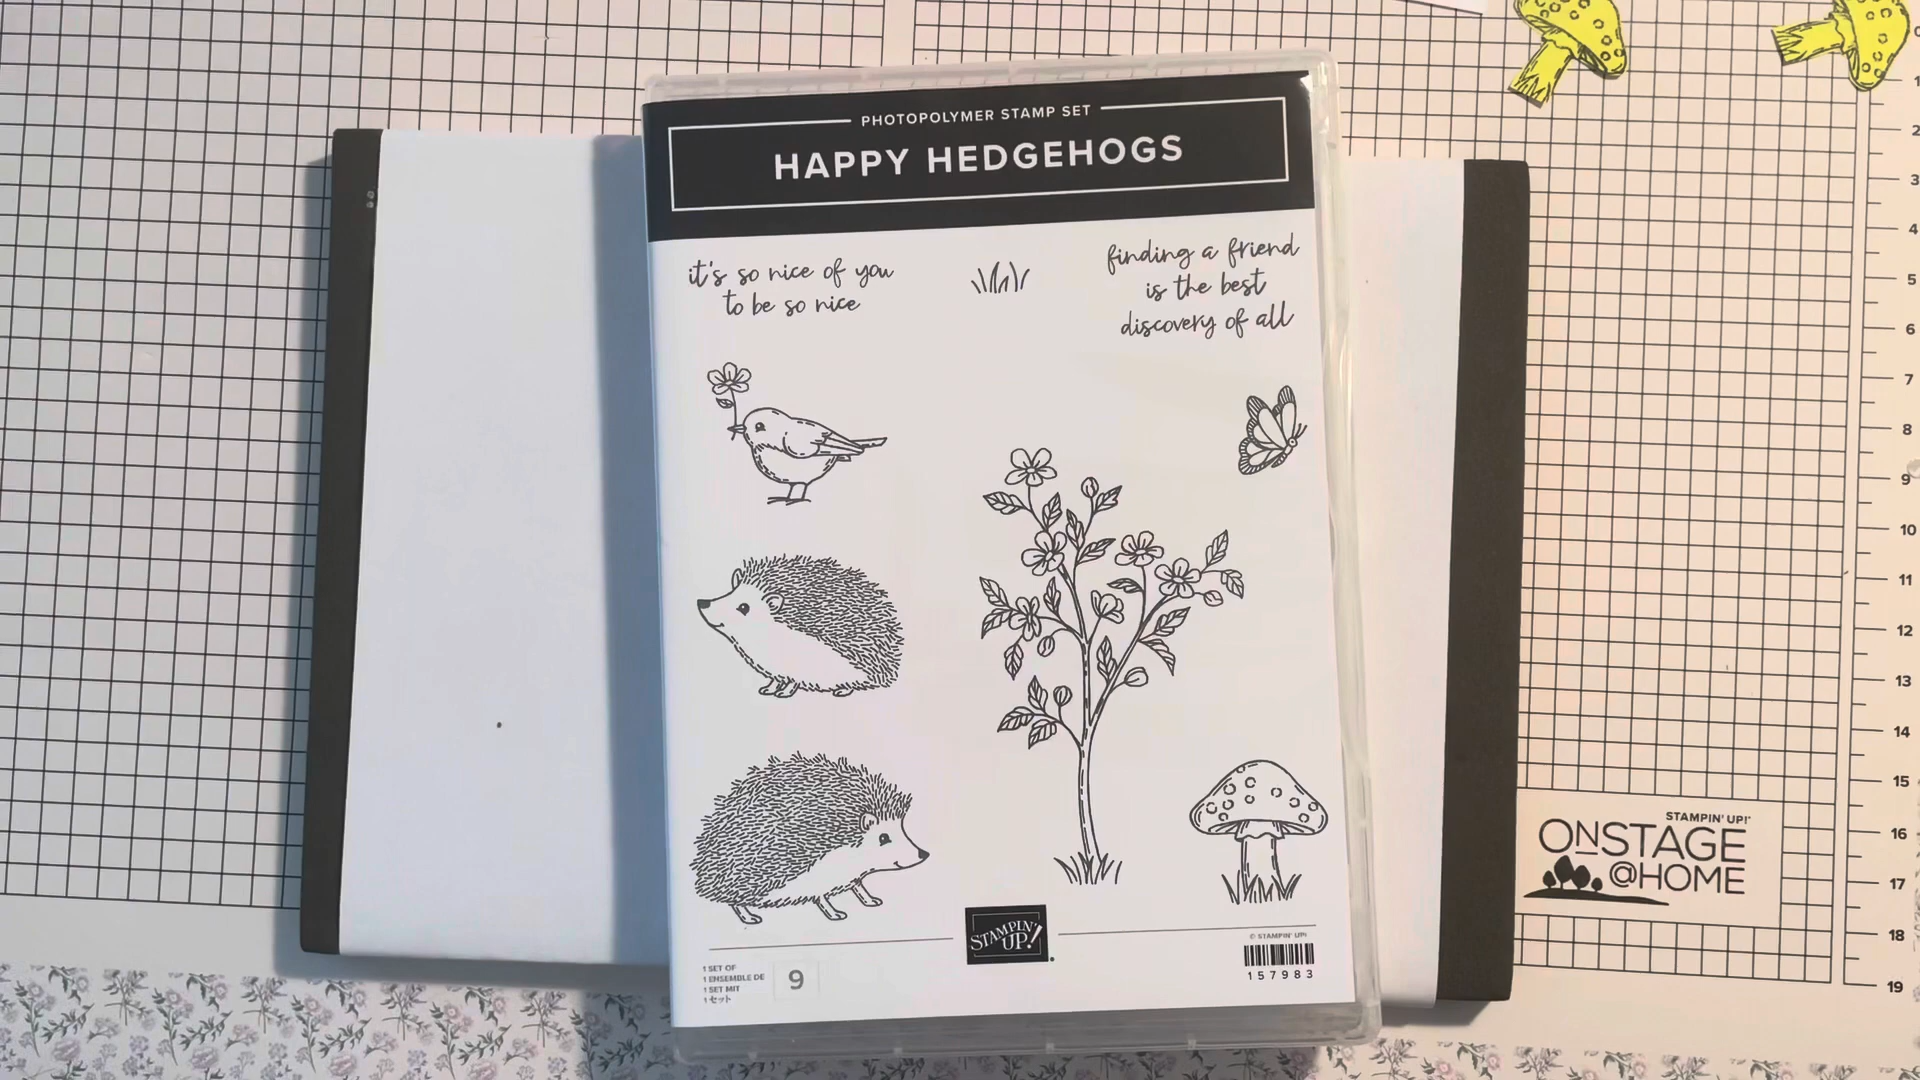 PHOTOPOLYMER STAMP SET
HAPPY HEDGEHOGS
it's so nice of you
to be so nice
finding a friend
is the best
discovery of all
STAMPIN' UP!
1 SET OF
1 ENSEMBLE DE
1 SET MIT
1セット
9
© STAMPIN' UP!
157983
STAMPIN' UP!
ONSTAGE
@HOME
1
2
3
4
5
6
7
8
9
10
11
12
13
14
15
16
17
18
19